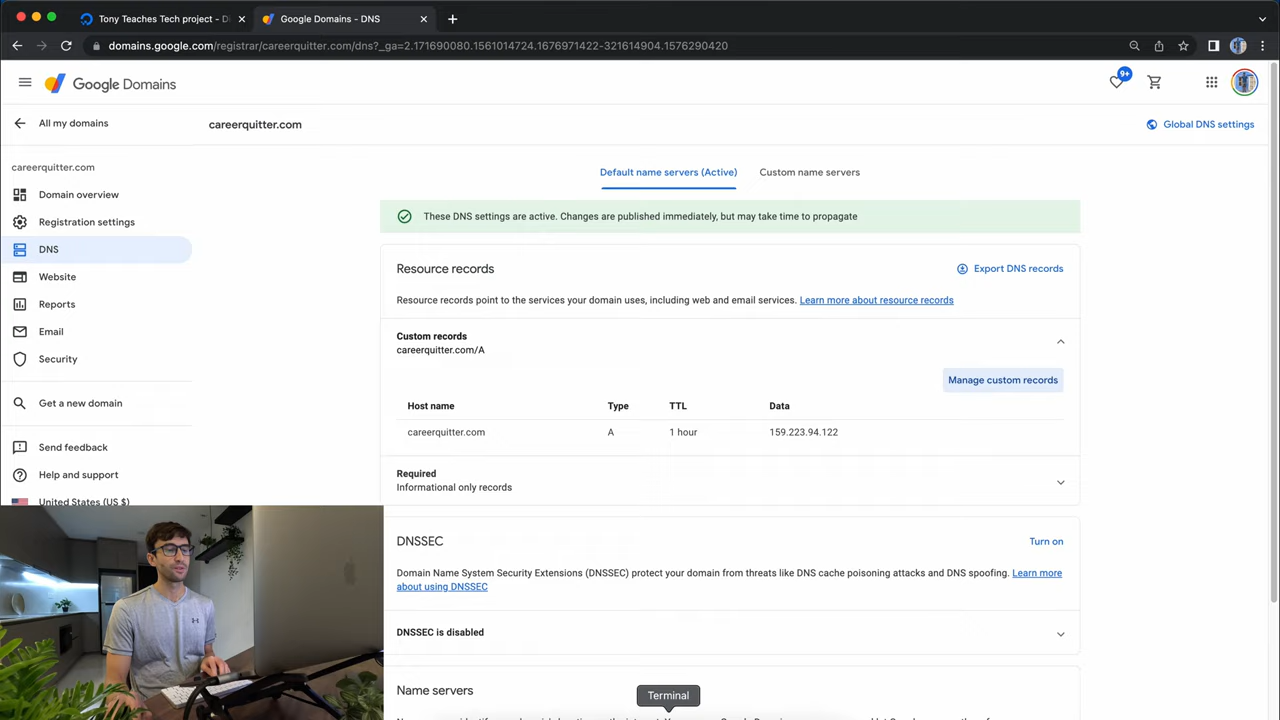 Tony Teaches Tech project - Di
Google Domains - DNS
domains.google.com/registrar/careerquitter.com/dns?_ga=2.171690080.1561014724.1676971422-321614904.1576290420
Google Domains
9+
All my domains
careerquitter.com
Global DNS settings
careerquitter.com
Domain overview
Registration settings
DNS
Website
Reports
Email
Security
Get a new domain
Send feedback
Help and support
United States (US $)
Default name servers (Active)
Custom name servers
These DNS settings are active. Changes are published immediately, but may take time to propagate
Resource records
Export DNS records
Resource records point to the services your domain uses, including web and email services. Learn more about resource records
Custom records
careerquitter.com/A
Manage custom records
Host name Type TTL Data
careerquitter.com A 1 hour 159.223.94.122
Required
Informational only records
DNSSEC
Turn on
Domain Name System Security Extensions (DNSSEC) protect your domain from threats like DNS cache poisoning attacks and DNS spoofing. Learn more
about using DNSSEC
DNSSEC is disabled
Name servers
Terminal